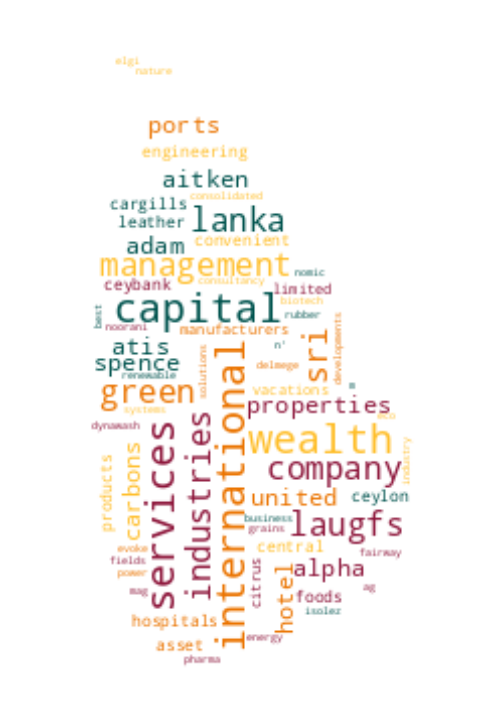 elgi
nature
ports
engineering
aitken
consolidated
cargills
leather
lanka
adam
convenient
management
consultancy
nomic
ceybank
limited
best
capital
biotech
rubber
noorani
manufacturers
sri
developments
atis
n'
spence
solutions
delmege
renewable
green
international
vacations
systems
properties
eco
dynawash
services
industries
wealth
industry
products
carbons
company
united
ceylon
business
grains
laugfs
central
evoke
fairway
fields
power
citrus
hotel
alpha
mag
ag
foods
isolez
hospitals
energy
asset
pharma